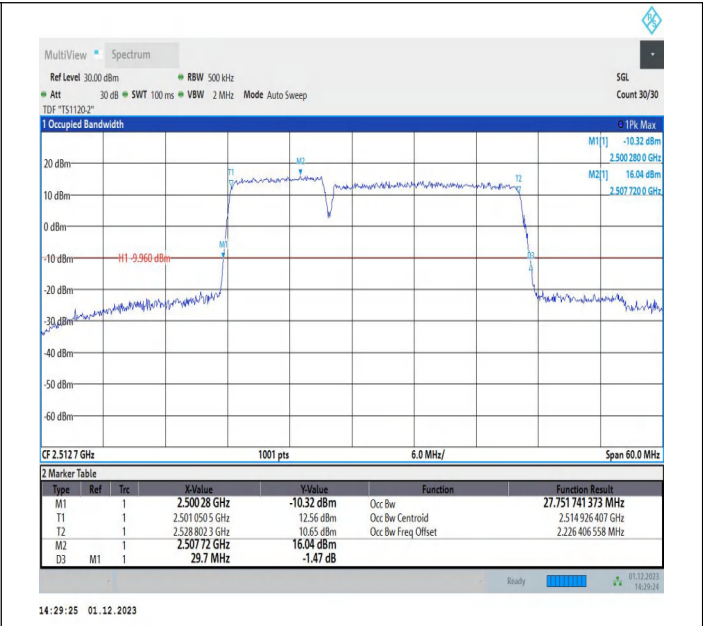 MultiView Spectrum
Ref Level 30.00 dBm RBW 500 kHz SGL
Att 30 dB SWT 100 ms VBW 2 MHz Mode Auto Sweep Count 30/30
TDF "TS1120-2"
1 Occupied Bandwidth 1Pk Max
M1[1] -10.32 dBm
2.500 280 0 GHz
M2[1] 16.04 dBm
2.507 720 0 GHz
20 dBm
M2
T1
T2
10 dBm
0 dBm
M1
D3
-10 dBm
H1 -9.960 dBm
-20 dBm
-30 dBm
-40 dBm
-50 dBm
-60 dBm
CF 2.512 7 GHz 1001 pts 6.0 MHz/ Span 60.0 MHz
2 Marker Table
Type Ref Trc X-Value Y-Value Function Function Result
M1 1 2.500 28 GHz -10.32 dBm Occ Bw 27.751 741 373 MHz
T1 1 2.501 050 5 GHz 12.56 dBm Occ Bw Centroid 2.514 926 407 GHz
T2 1 2.528 802 3 GHz 10.65 dBm Occ Bw Freq Offset 2.226 406 558 MHz
M2 1 2.507 72 GHz 16.04 dBm
D3 M1 1 29.7 MHz -1.47 dB
Ready 01.12.2023
14:29:24
14:29:25 01.12.2023